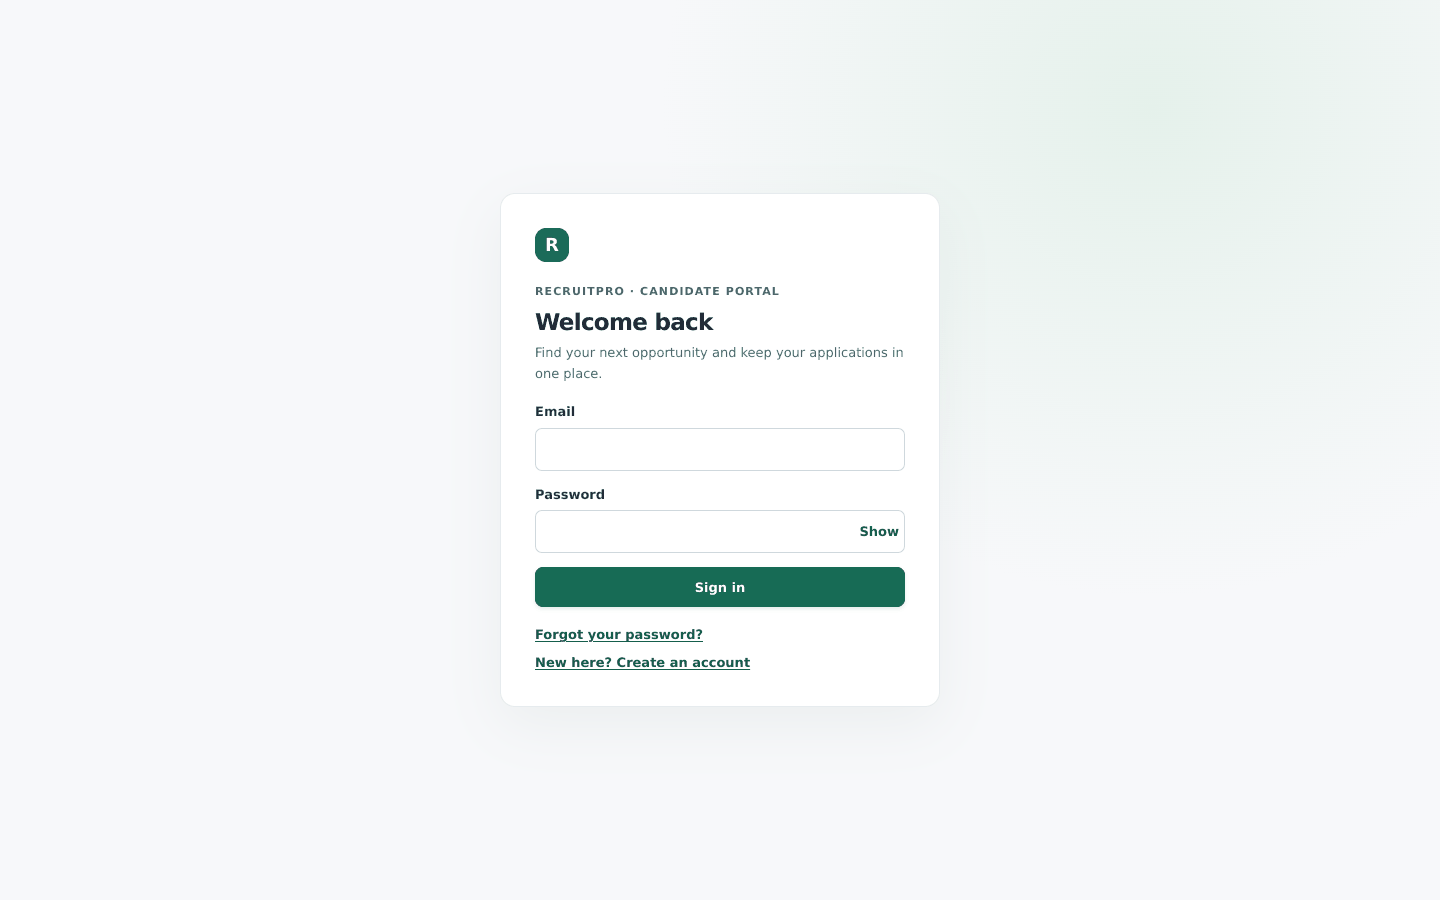 R
RECRUITPRO · CANDIDATE PORTAL
Welcome back
Find your next opportunity and keep your applications in
one place.
Email
Password
Show
Sign in
Forgot your password?
New here? Create an account